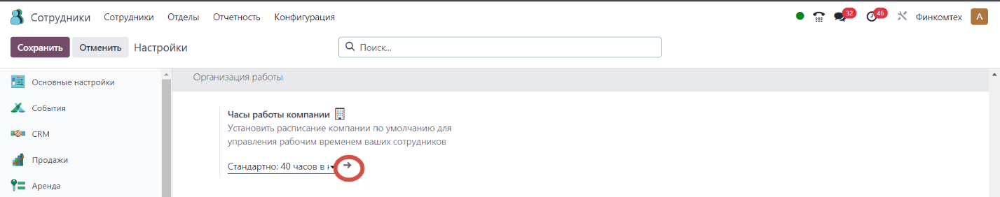 Сотрудники Сотрудники Отделы Отчетность Конфигурация 32 46 Финкомтех А
Сохранить Отменить Настройки Поиск...
Основные настройки
События
CRM
Продажи
Аренда
Организация работы
Часы работы компании
Установить расписание компании по умолчанию для
управления рабочим временем ваших сотрудников
Стандартно: 40 часов в